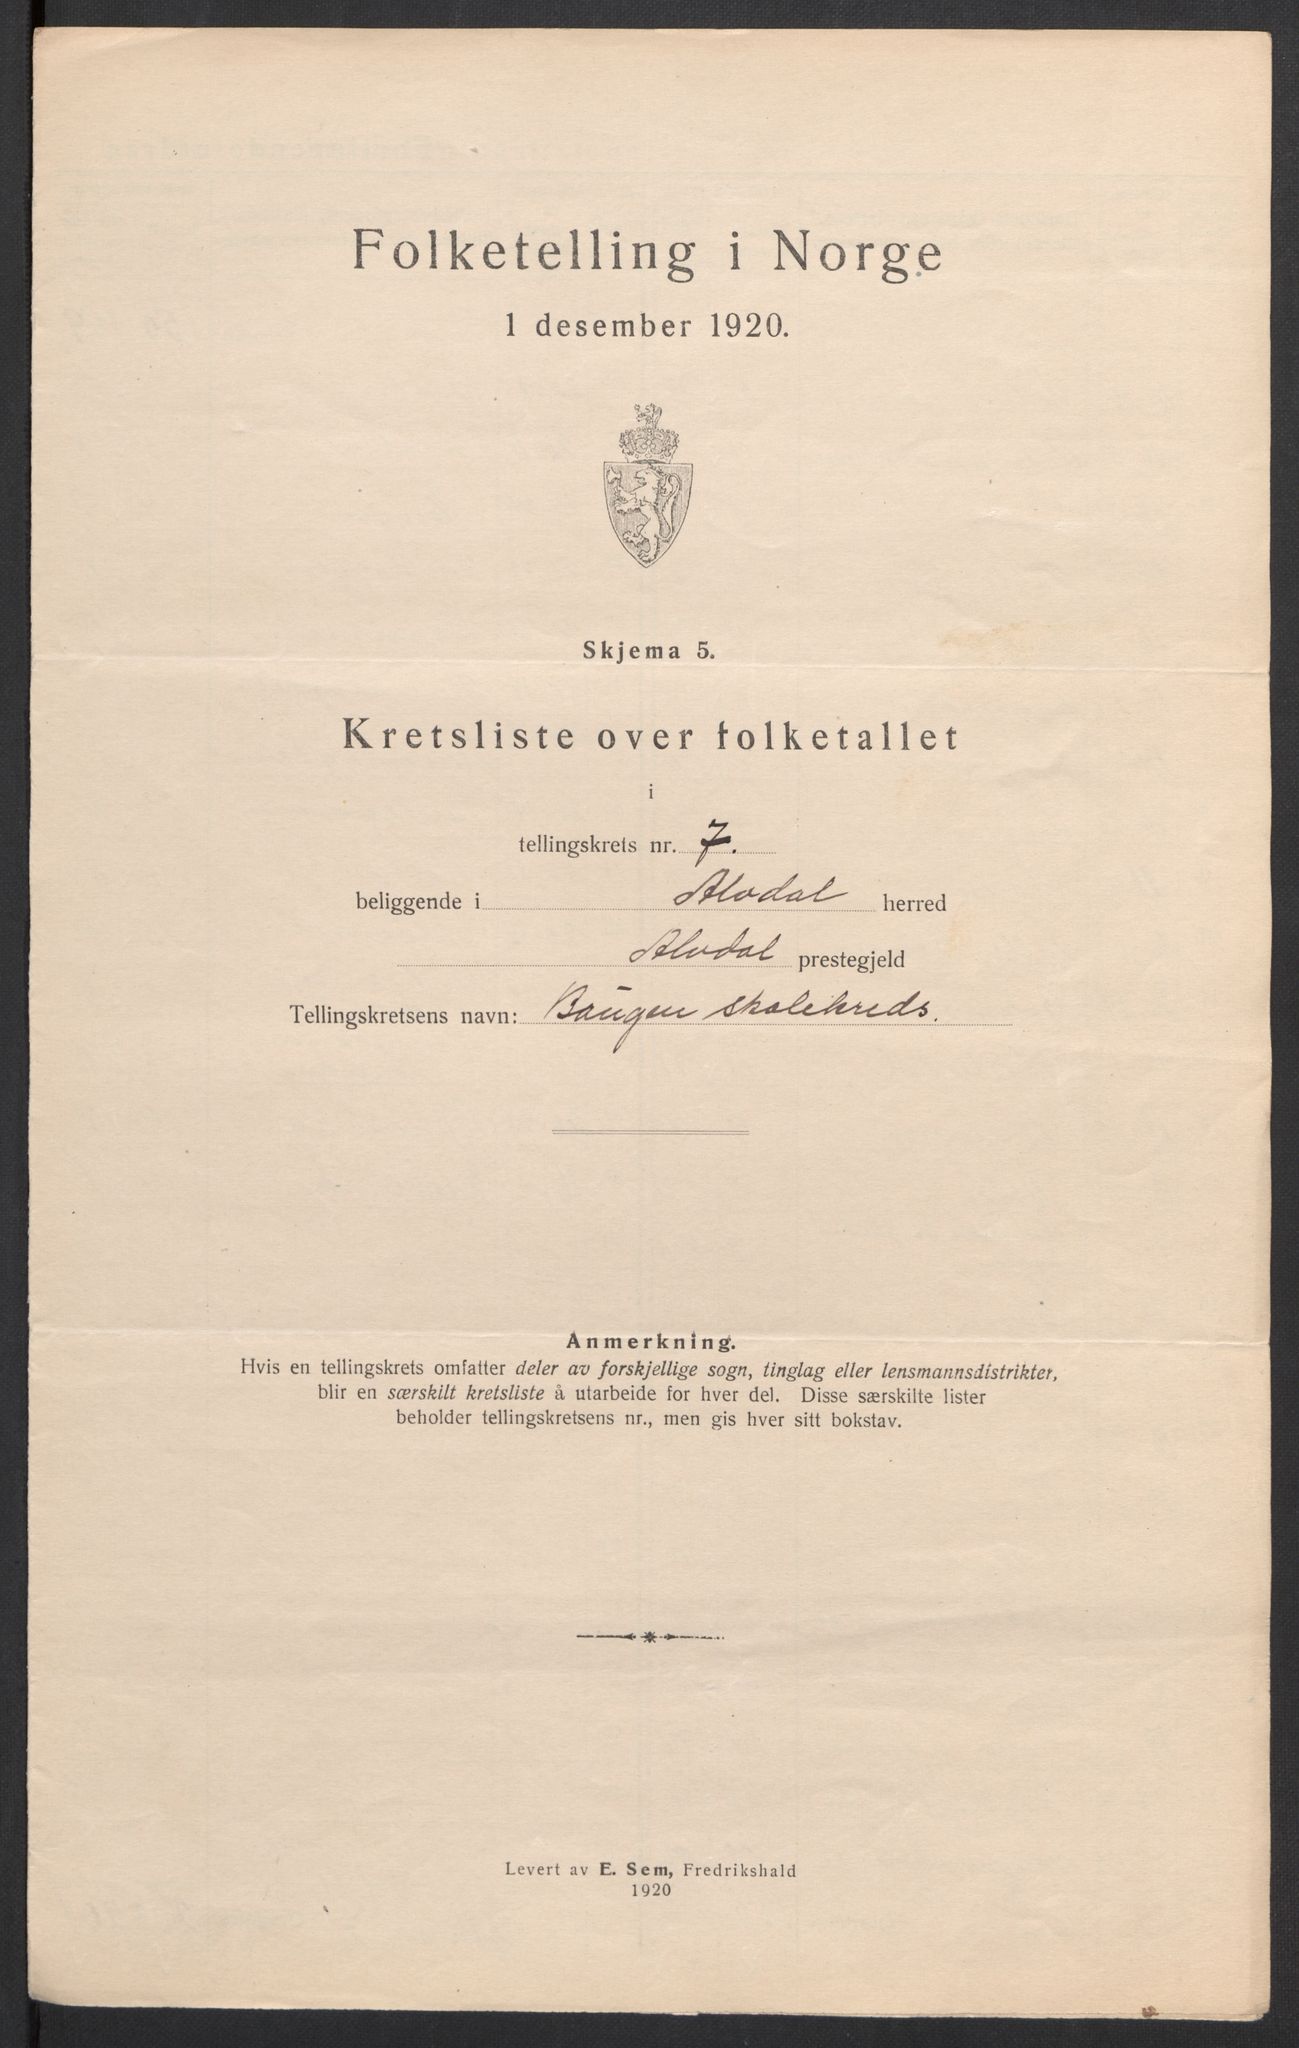 Folketelling i Norge
1 desember 1920.
Skjema 5.
Kretsliste over folketallet
i
tellingskrets nr. 7.
beliggende i Alvdal herred
Alvdal prestegjeld
Tellingskretsens navn: Baugen skolekreds.
Anmerkning.
Hvis en tellingskrets omfatter deler av forskjellige sogn, tinglag eller lensmannsdistrikter,
blir en særskilt kretsliste å utarbeide for hver del. Disse særskilte lister
beholder tellingskretsens nr., men gis hver sitt bokstav.
Levert av E. Sem, Fredrikshald
1920